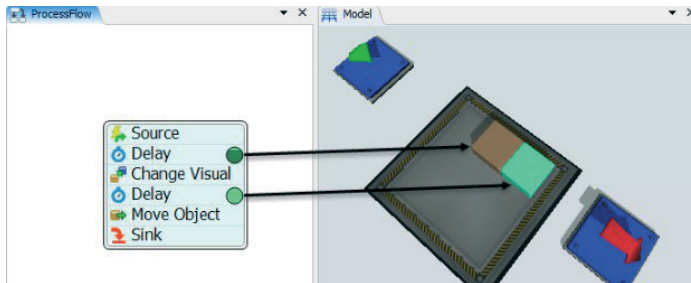 ProcessFlow
Model
Source
Delay
Change Visual
Delay
Move Object
Sink